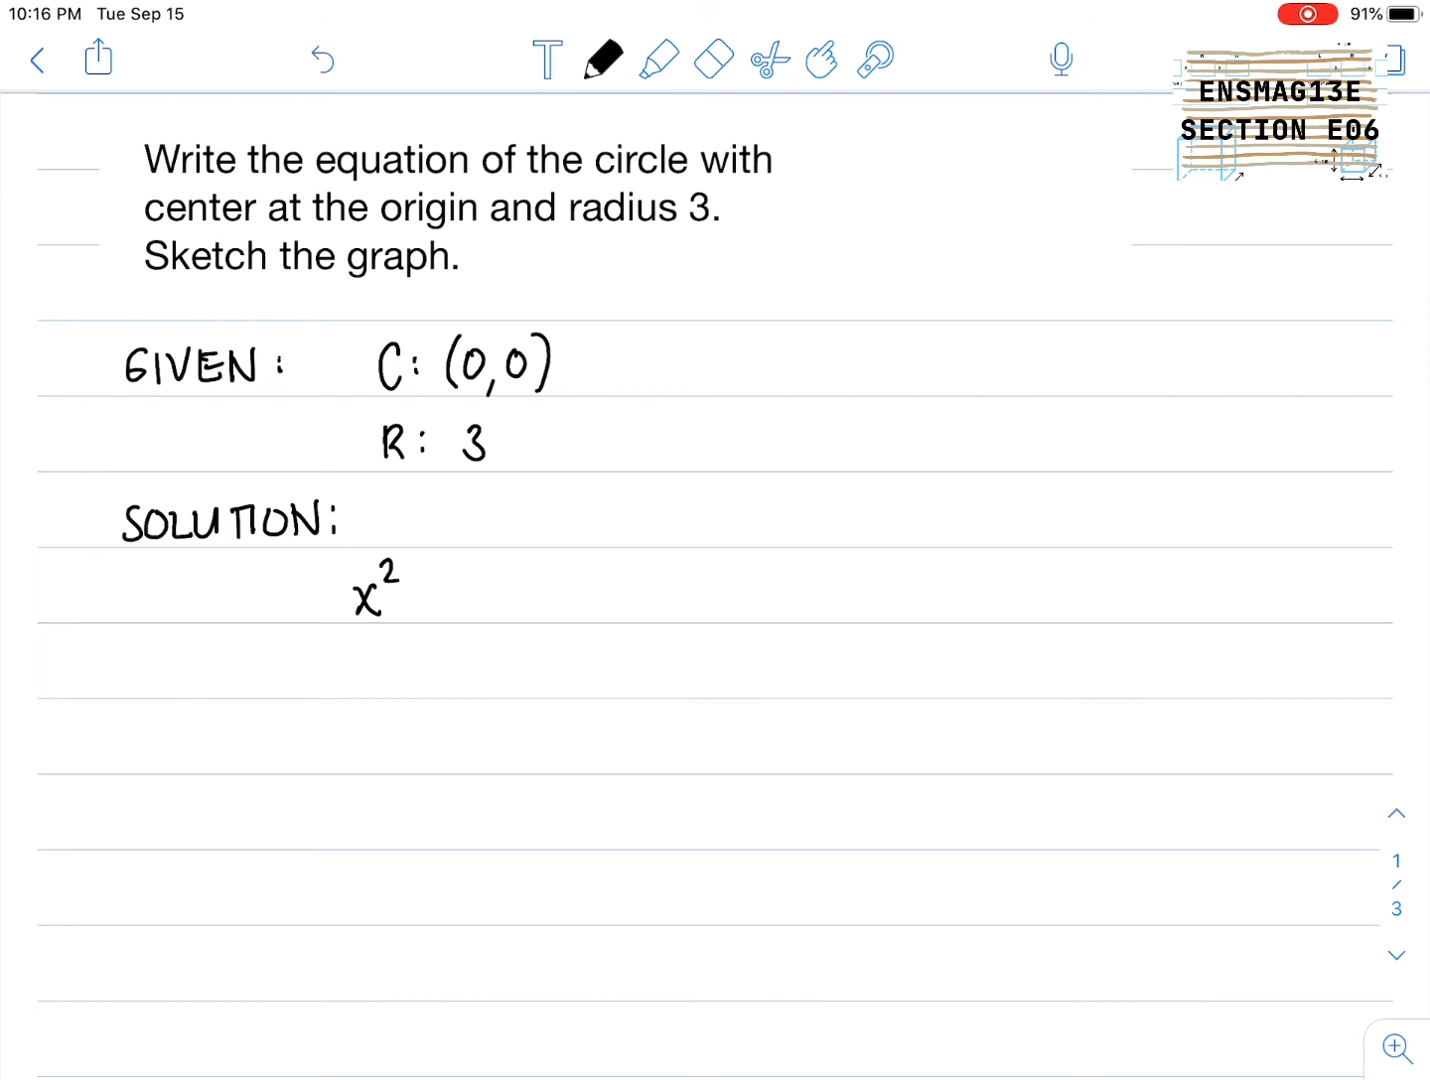 10:16 PM Tue Sep 15
91%
ENSMAG13E
SECTION E06
Write the equation of the circle with
center at the origin and radius 3.
Sketch the graph.
GIVEN: C: (0,0)
R: 3
SOLUTION:
x²
1
/
3